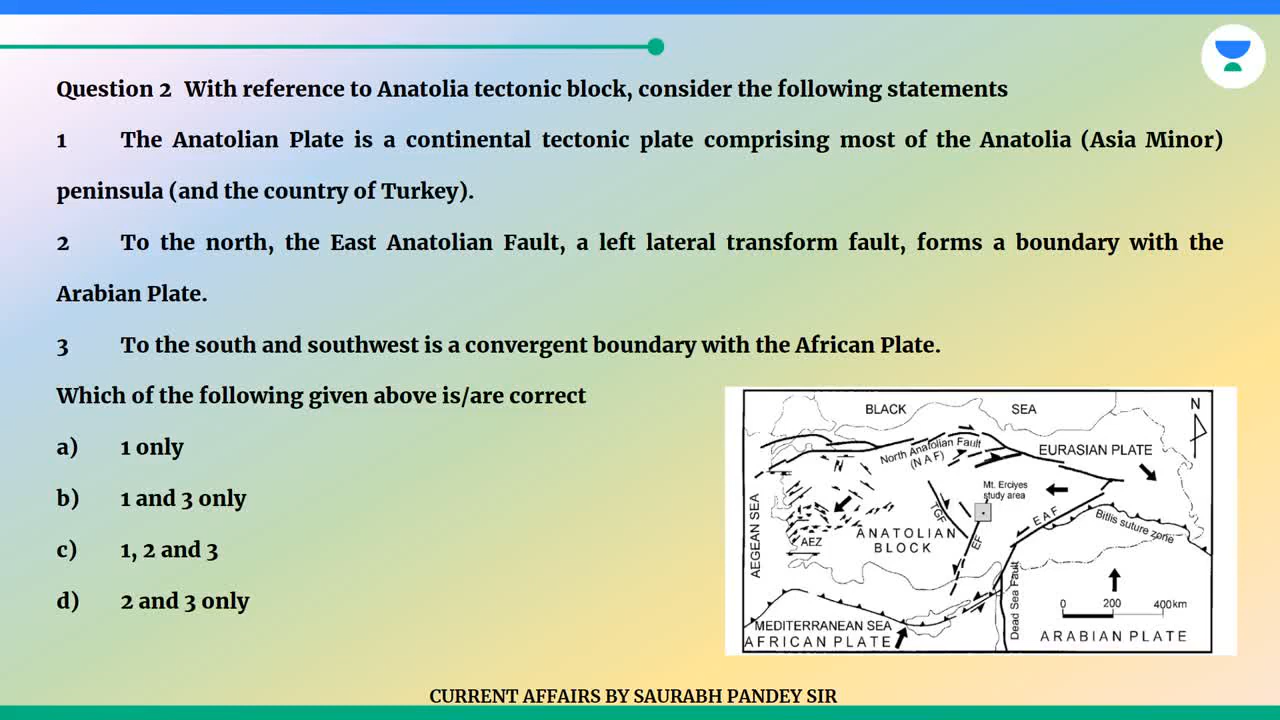 Question 2 With reference to Anatolia tectonic block, consider the following statements
1 The Anatolian Plate is a continental tectonic plate comprising most of the Anatolia (Asia Minor)
peninsula (and the country of Turkey).
2 To the north, the East Anatolian Fault, a left lateral transform fault, forms a boundary with the
Arabian Plate.
3 To the south and southwest is a convergent boundary with the African Plate.
Which of the following given above is/are correct
a) 1 only
b) 1 and 3 only
c) 1, 2 and 3
d) 2 and 3 only
BLACK SEA
N
North Anatolian Fault
(NAF)
EURASIAN PLATE
Mt. Erciyes
study area
TGF
EAF
Bitlis suture zone
AEGEAN SEA
AEZ
ANATOLIAN
BLOCK
EF
Dead Sea Fault
0 200 400km
MEDITERRANEAN SEA
AFRICAN PLATE
ARABIAN PLATE
CURRENT AFFAIRS BY SAURABH PANDEY SIR